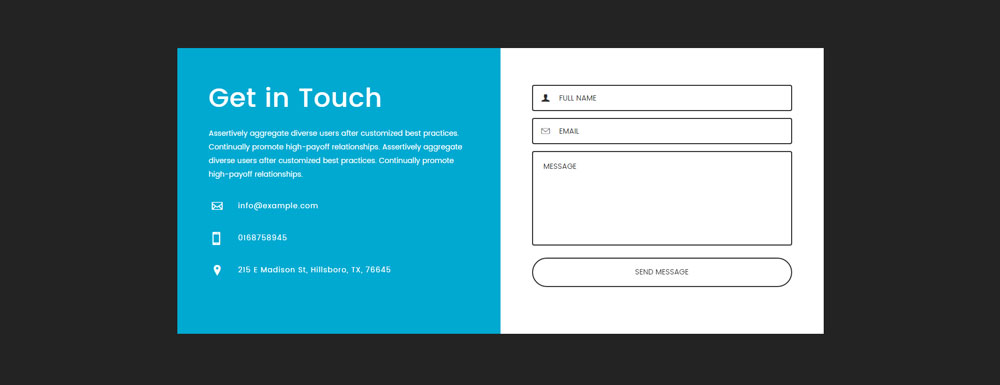 Get in Touch
Assertively aggregate diverse users after customized best practices.
Continually promote high-payoff relationships. Assertively aggregate
diverse users after customized best practices. Continually promote
high-payoff relationships.
info@example.com
0168758945
215 E Madison St, Hillsboro, TX, 76645
FULL NAME
EMAIL
MESSAGE
SEND MESSAGE